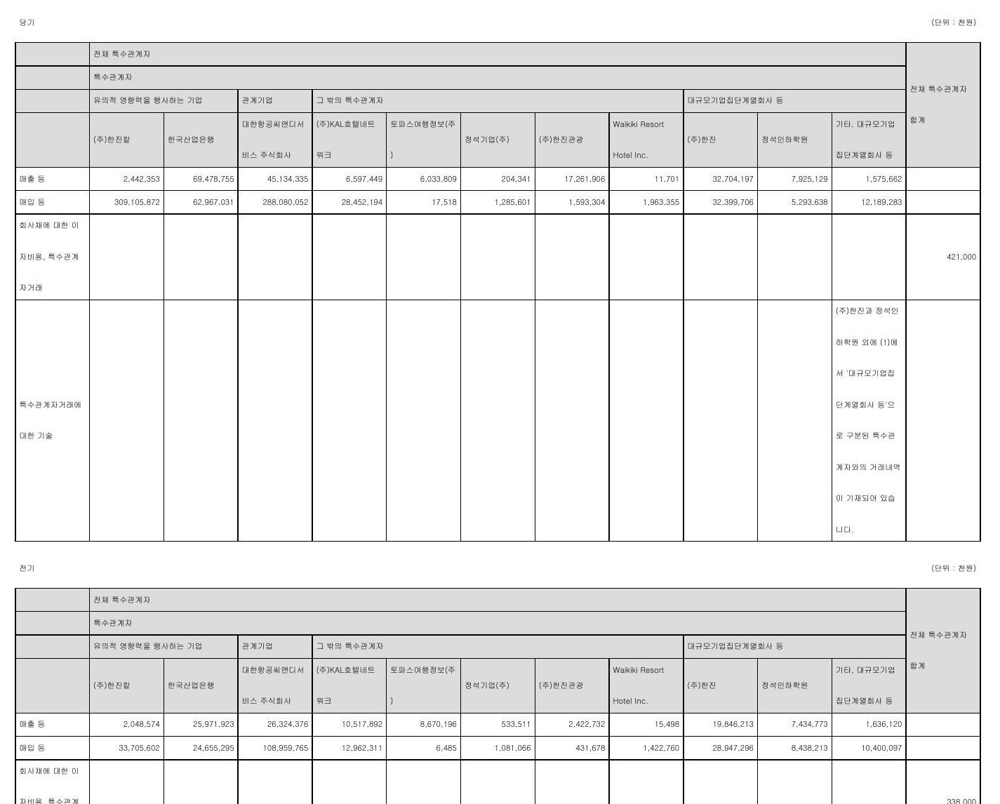 당기 (단위 : 천원)
전체 특수관계자
전체 특수관계자
합계
특수관계자
유의적 영향력을 행사하는 기업 관계기업 그 밖의 특수관계자 대규모기업집단계열회사 등
(주)한진칼 한국산업은행 대한항공씨앤디서
비스 주식회사 (주)KAL호텔네트
워크 토파스여행정보(주
) 정석기업(주) (주)한진관광 Waikiki Resort
Hotel Inc. (주)한진 정석인하학원 기타, 대규모기업
집단계열회사 등
매출 등 2,442,353 69,478,755 45,134,335 6,597,449 6,033,809 204,341 17,261,906 11,701 32,704,197 7,925,129 1,575,662
매입 등 309,105,872 62,967,031 288,080,052 28,452,194 17,518 1,285,601 1,593,304 1,963,355 32,399,706 5,293,638 12,189,283
회사채에 대한 이
자비용, 특수관계
자거래 421,000
특수관계자거래에
대한 기술
(주)한진과 정석인
하학원 외에 (1)에
서 '대규모기업집
단계열회사 등'으
로 구분된 특수관
계자와의 거래내역
이 기재되어 있습
니다.
전기 (단위 : 천원)
전체 특수관계자
전체 특수관계자
합계
특수관계자
유의적 영향력을 행사하는 기업 관계기업 그 밖의 특수관계자 대규모기업집단계열회사 등
(주)한진칼 한국산업은행 대한항공씨앤디서
비스 주식회사 (주)KAL호텔네트
워크 토파스여행정보(주
) 정석기업(주) (주)한진관광 Waikiki Resort
Hotel Inc. (주)한진 정석인하학원 기타, 대규모기업
집단계열회사 등
매출 등 2,048,574 25,971,923 26,324,376 10,517,892 8,670,196 533,511 2,422,732 15,498 19,846,213 7,434,773 1,636,120
매입 등 33,705,602 24,655,295 108,959,765 12,962,311 6,485 1,081,066 431,678 1,422,760 28,947,296 8,438,213 10,400,097
회사채에 대한 이
자비용, 특수관계 338,000